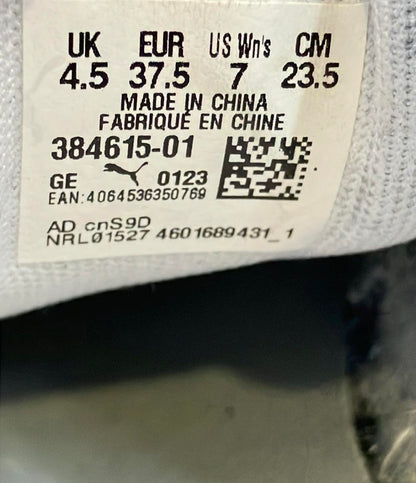 UK EUR US Wn's CM
4.5 37.5 7 23.5
MADE IN CHINA
FABRIQUÉ EN CHINE
384615-01
GE 0123
EAN:4064536350769
AD cnS9D
NRL01527 4601689431_1